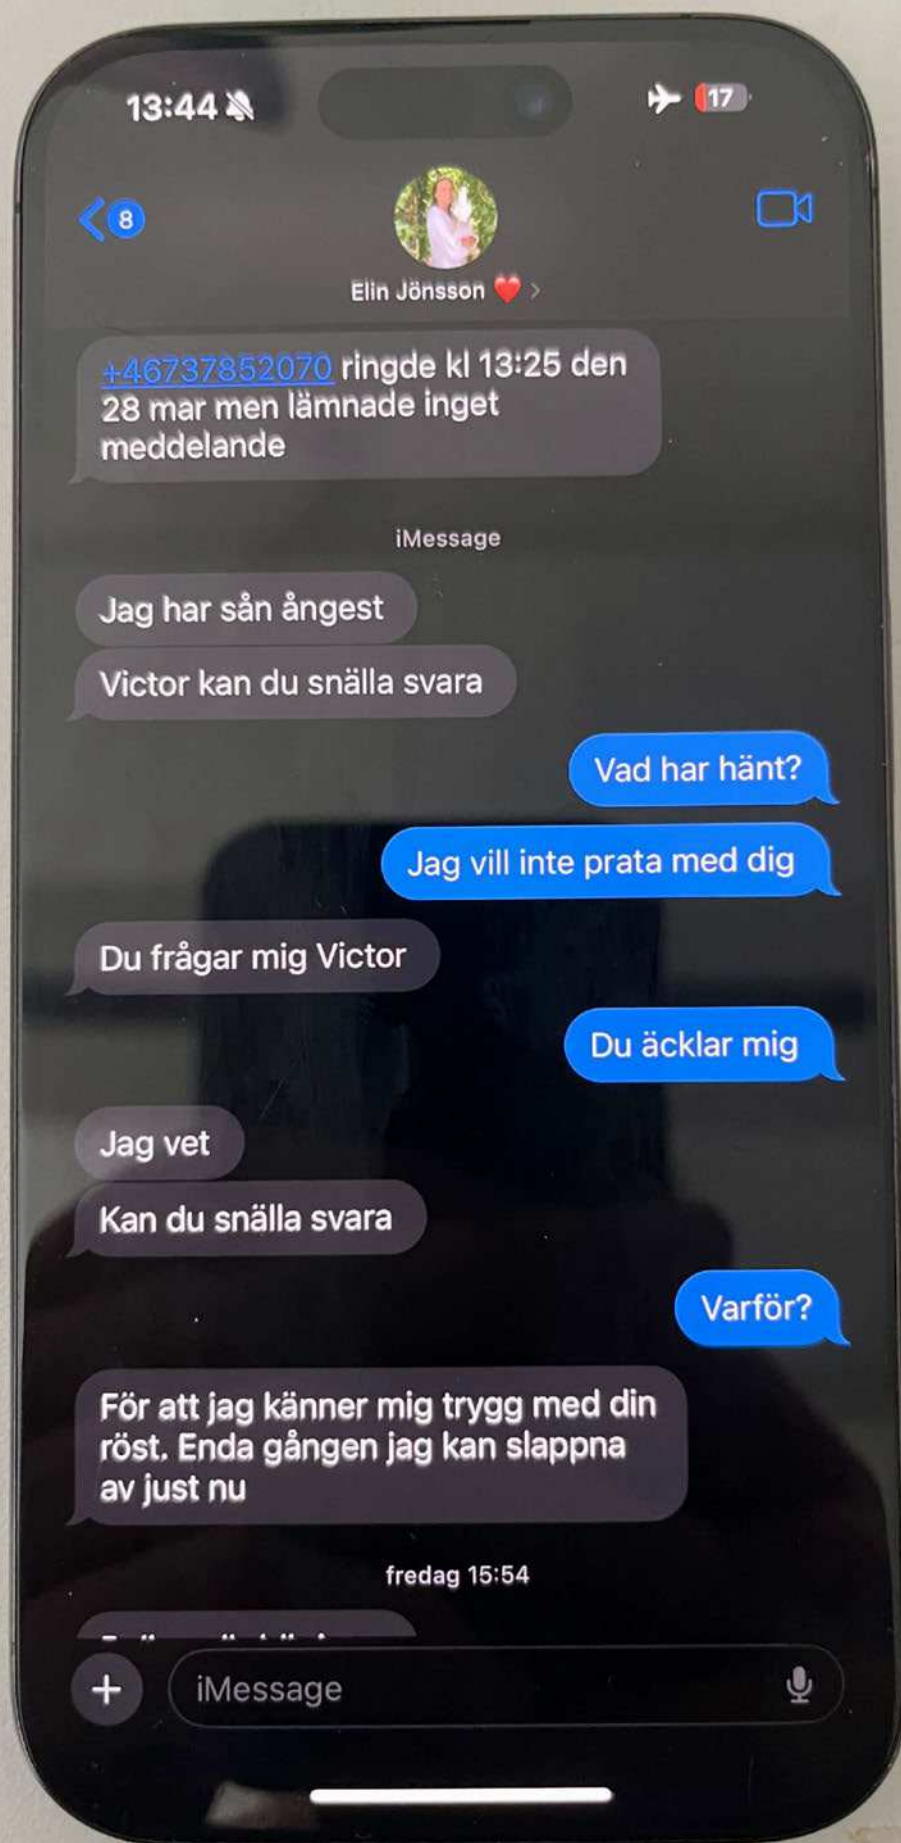 13:44
17
8
Elin Jönsson
+46737852070 ringde kl 13:25 den
28 mar men lämnade inget
meddelande
iMessage
Jag har sån ångest
Victor kan du snälla svara
Vad har hänt?
Jag vill inte prata med dig
Du frågar mig Victor
Du äcklar mig
Jag vet
Kan du snälla svara
Varför?
För att jag känner mig trygg med din
röst. Enda gången jag kan slappna
av just nu
fredag 15:54
iMessage